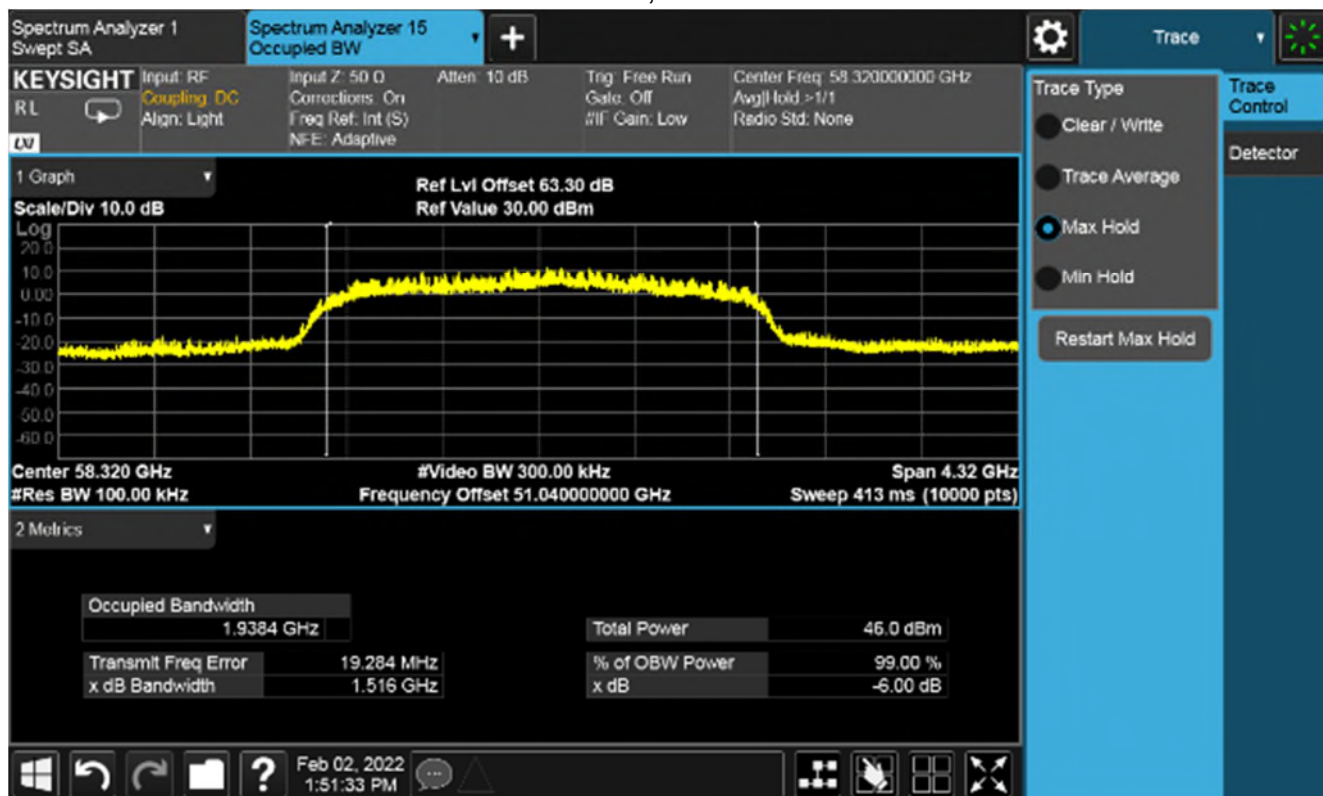 Spectrum Analyzer 1
Swept SA
Spectrum Analyzer 15
Occupied BW
+
Trace
KEYSIGHT
RL
LXI
Input: RF
Coupling: DC
Align: Light
Input Z: 50 Ω
Corrections: On
Freq Ref: Int (S)
NFE: Adaptive
Atten: 10 dB
Trig: Free Run
Gate: Off
#IF Gain: Low
Center Freq: 58.320000000 GHz
Avg|Hold:>1/1
Radio Std: None
Trace Type
Clear / Write
Trace Average
Max Hold
Min Hold
Restart Max Hold
Trace
Control
Detector
1 Graph
Scale/Div 10.0 dB
Ref Lvl Offset 63.30 dB
Ref Value 30.00 dBm
Log
20.0
10.0
0.00
-10.0
-20.0
-30.0
-40.0
-50.0
-60.0
Center 58.320 GHz
#Video BW 300.00 kHz
Span 4.32 GHz
#Res BW 100.00 kHz
Frequency Offset 51.040000000 GHz
Sweep 413 ms (10000 pts)
2 Metrics
Occupied Bandwidth
1.9384 GHz
Total Power 46.0 dBm
Transmit Freq Error 19.284 MHz
% of OBW Power 99.00 %
x dB Bandwidth 1.516 GHz
x dB -6.00 dB
?
Feb 02, 2022
1:51:33 PM